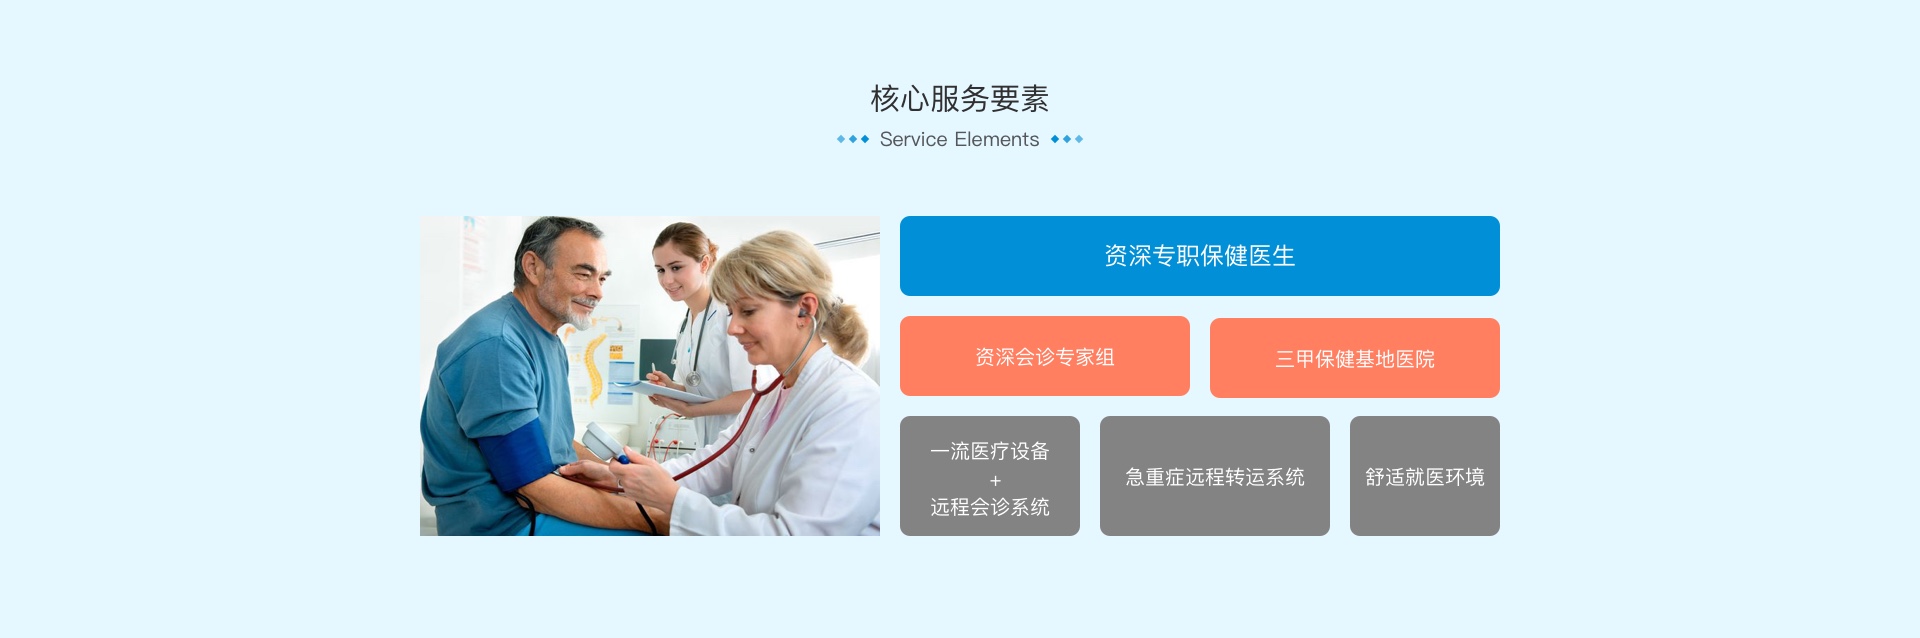 核心服务要素
Service Elements
资深专职保健医生
资深会诊专家组
三甲保健基地医院
一流医疗设备
+
远程会诊系统
急重症远程转运系统
舒适就医环境